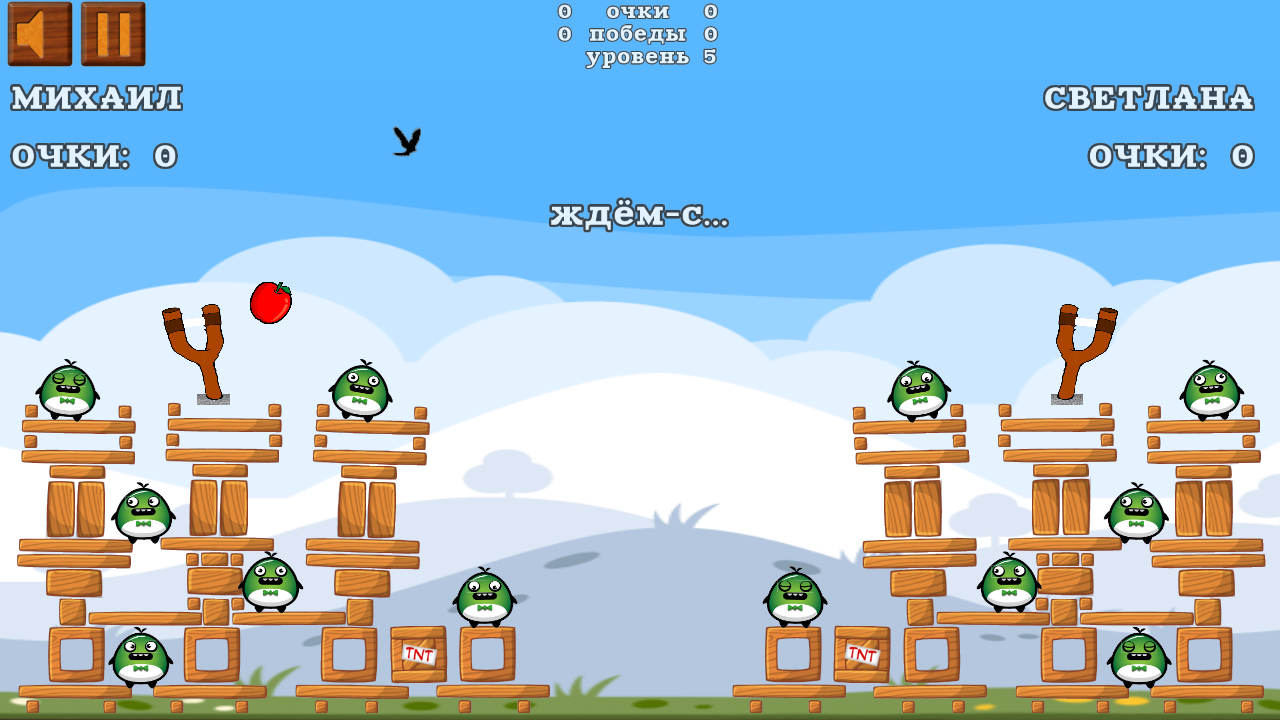 0 очки 0
0 победы 0
уровень 5
МИХАИЛ
СВЕТЛАНА
ОЧКИ: 0
ОЧКИ: 0
ждём-с...
TNT
TNT